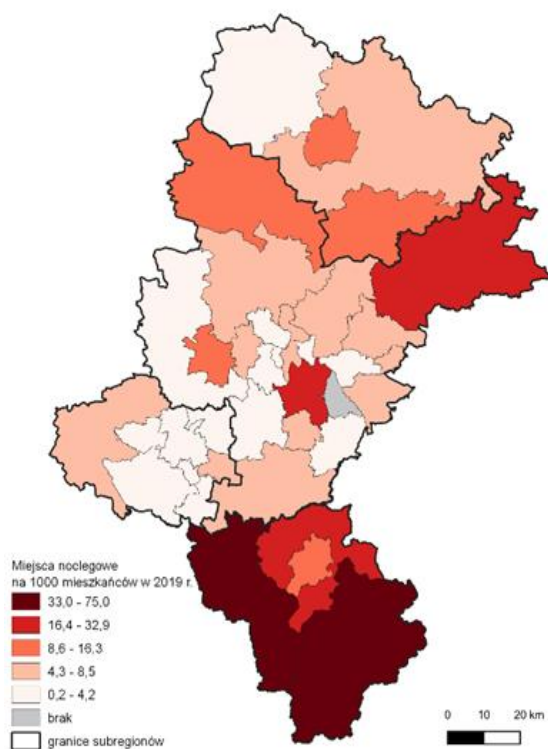 Miejsca noclegowe
na 1000 mieszkańców w 2019 r.
33,0 - 75,0
16,4 - 32,9
8,6 - 16,3
4,3 - 8,5
0,2 - 4,2
brak
granice subregionów
0 10 20 km